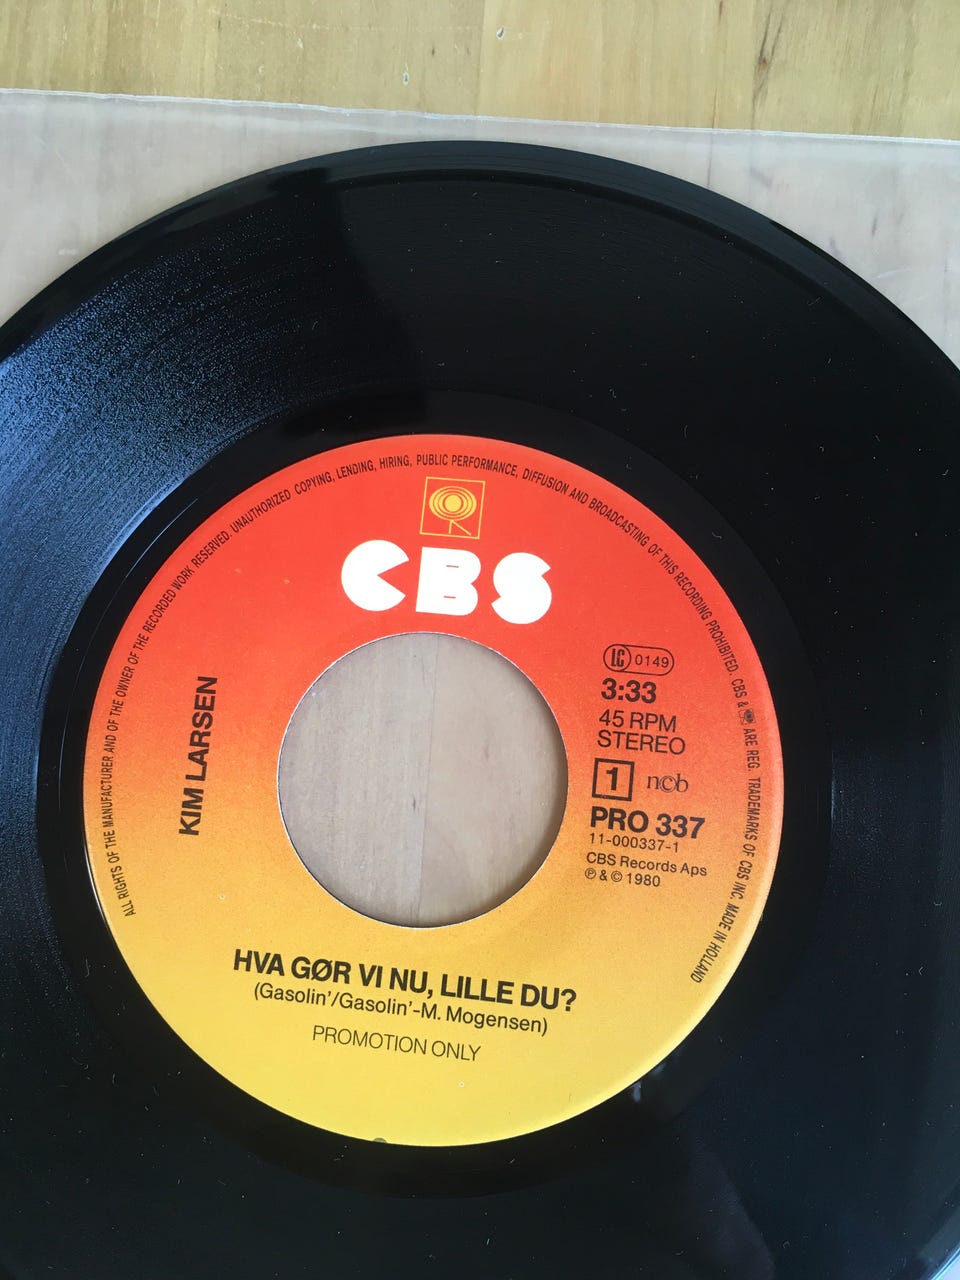 ALL RIGHTS OF THE MANUFACTURER AND OF THE OWNER OF THE RECORDED WORK RESERVED. UNAUTHORIZED COPYING, LENDING, HIRING, PUBLIC PERFORMANCE, DIFFUSION AND BROADCASTING OF THIS RECORDING PROHIBITED. CBS & ARE REG. TRADEMARKS OF CBS INC. MADE IN HOLLAND
CBS
LC 0149
3:33
45 RPM
STEREO
1 ncb
PRO 337
11-000337-1
CBS Records Aps
℗ & © 1980
KIM LARSEN
HVA GØR VI NU, LILLE DU?
(Gasolin'/Gasolin'-M. Mogensen)
PROMOTION ONLY